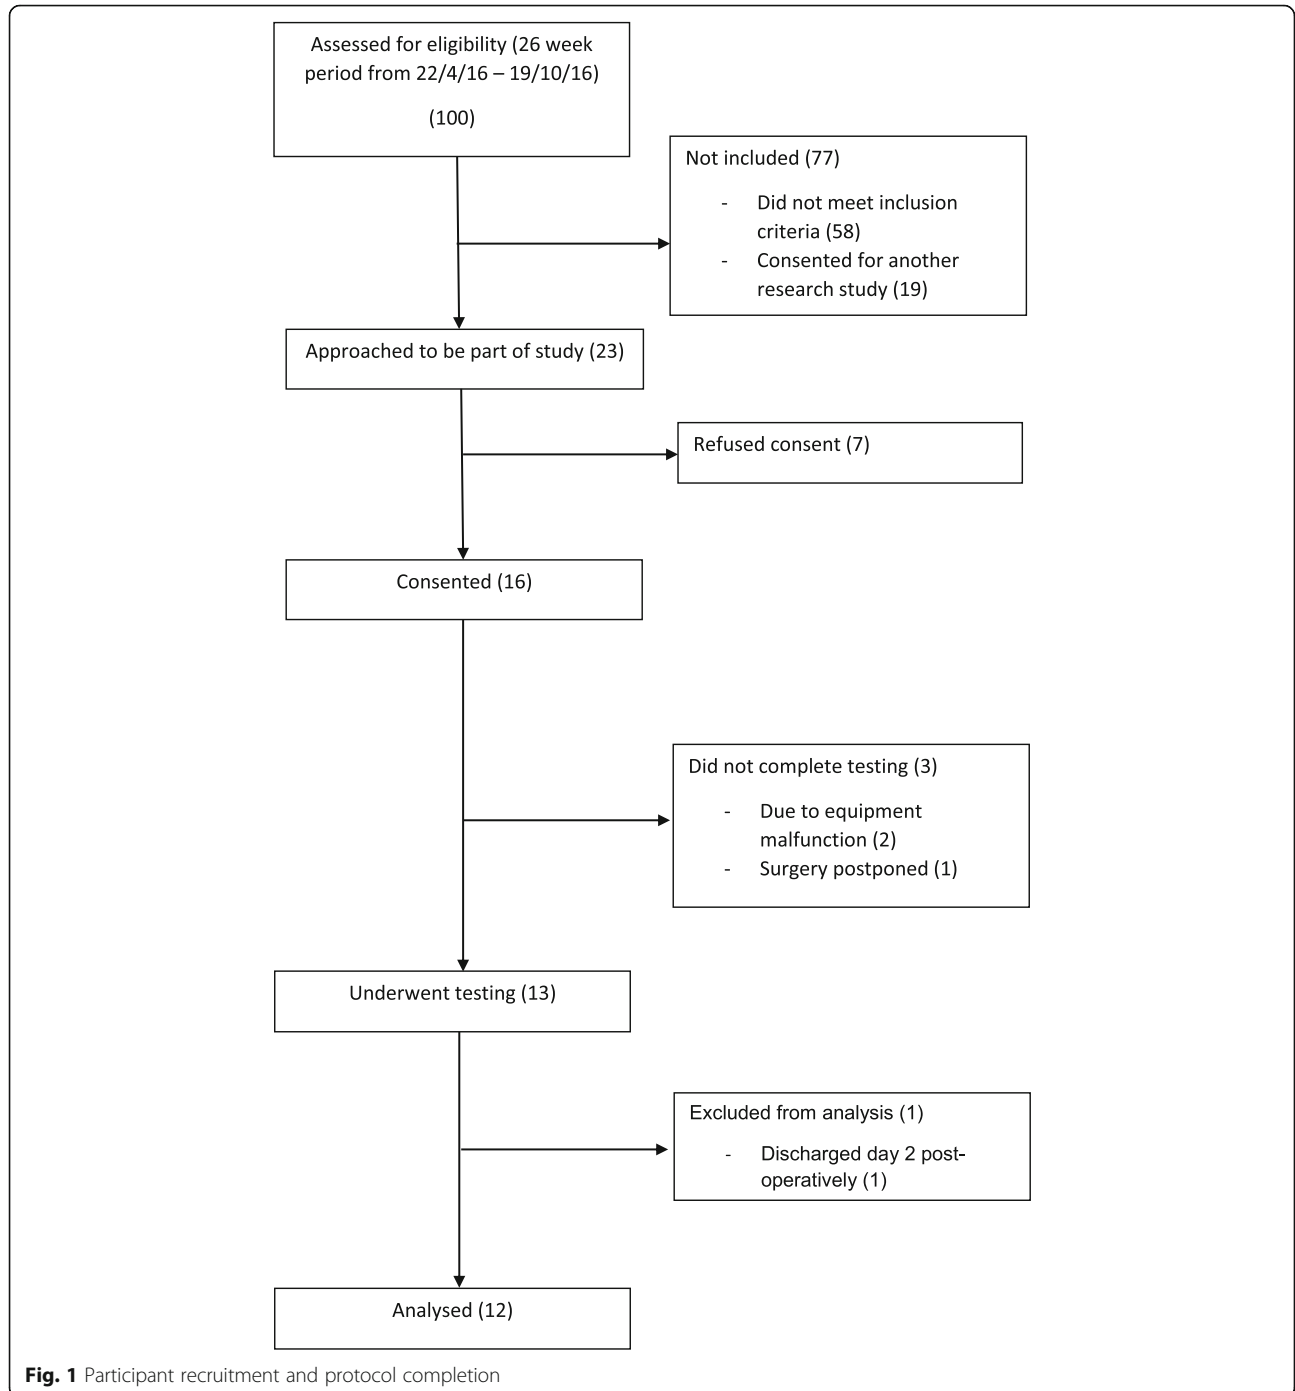 Assessed for eligibility (26 week
period from 22/4/16 – 19/10/16)
(100)
Not included (77)
- Did not meet inclusion
criteria (58)
- Consented for another
research study (19)
Approached to be part of study (23)
Refused consent (7)
Consented (16)
Did not complete testing (3)
- Due to equipment
malfunction (2)
- Surgery postponed (1)
Underwent testing (13)
Excluded from analysis (1)
- Discharged day 2 post-
operatively (1)
Analysed (12)
Fig. 1 Participant recruitment and protocol completion